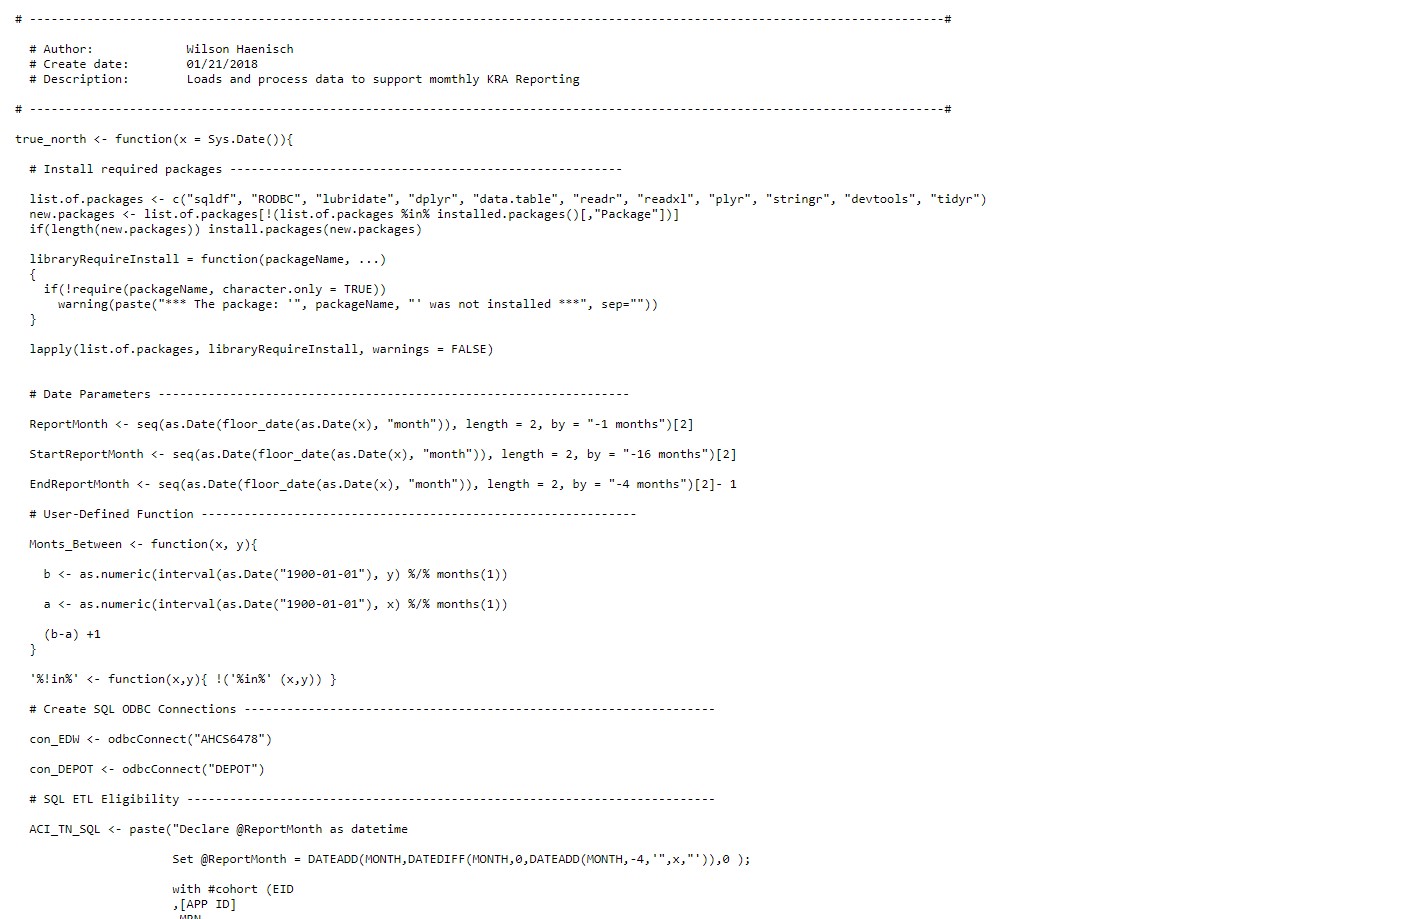 # --------------------------------------------------------------------------------------------------------------------------------#
# Author: Wilson Haenisch
# Create date: 01/21/2018
# Description: Loads and process data to support momthly KRA Reporting
# --------------------------------------------------------------------------------------------------------------------------------#
true_north <- function(x = Sys.Date()){
# Install required packages -------------------------------------------------------
list.of.packages <- c("sqldf", "RODBC", "lubridate", "dplyr", "data.table", "readr", "readxl", "plyr", "stringr", "devtools", "tidyr")
new.packages <- list.of.packages[!(list.of.packages %in% installed.packages()[,"Package"])]
if(length(new.packages)) install.packages(new.packages)
libraryRequireInstall = function(packageName, ...)
{
if(!require(packageName, character.only = TRUE))
warning(paste("*** The package: '", packageName, "' was not installed ***", sep=""))
}
lapply(list.of.packages, libraryRequireInstall, warnings = FALSE)
# Date Parameters ------------------------------------------------------------------
ReportMonth <- seq(as.Date(floor_date(as.Date(x), "month")), length = 2, by = "-1 months")[2]
StartReportMonth <- seq(as.Date(floor_date(as.Date(x), "month")), length = 2, by = "-16 months")[2]
EndReportMonth <- seq(as.Date(floor_date(as.Date(x), "month")), length = 2, by = "-4 months")[2]- 1
# User-Defined Function -------------------------------------------------------------
Monts_Between <- function(x, y){
b <- as.numeric(interval(as.Date("1900-01-01"), y) %/% months(1))
a <- as.numeric(interval(as.Date("1900-01-01"), x) %/% months(1))
(b-a) +1
}
'%!in%' <- function(x,y){ !('%in%' (x,y)) }
# Create SQL ODBC Connections ------------------------------------------------------------------
con_EDW <- odbcConnect("AHCS6478")
con_DEPOT <- odbcConnect("DEPOT")
# SQL ETL Eligibility --------------------------------------------------------------------------
ACI_TN_SQL <- paste("Declare @ReportMonth as datetime
Set @ReportMonth = DATEADD(MONTH,DATEDIFF(MONTH,0,DATEADD(MONTH,-4,'",x,"')),0 );
with #cohort (EID
,[APP ID]